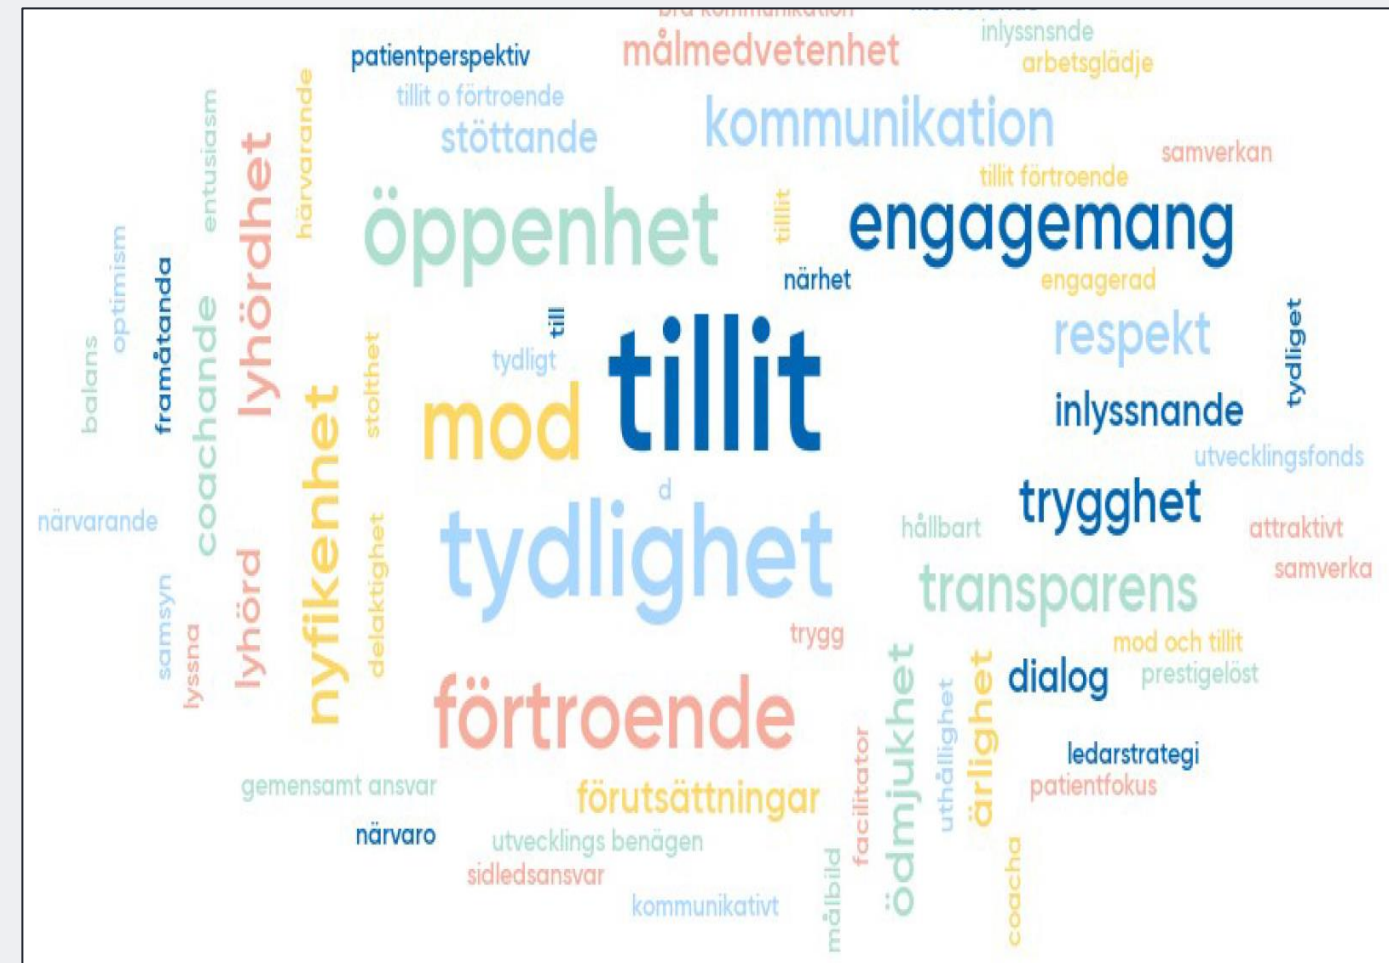 bra kommunikation
inlyssnsnde
målmedvetenhet
patientperspektiv
arbetsglädje
tillit o förtroende
kommunikation
stöttande
samverkan
entusiasm
härvarande
lyhördhet
tillit förtroende
öppenhet
tilllit
engagemang
närhet
engagerad
optimism
framåtanda
till
respekt
tydliget
tydligt
tillit
balans
coachande
stolthet
mod
inlyssnande
utvecklingsfonds
nyfikenhet
d
trygghet
närvarande
tydlighet
hållbart
attraktivt
samverka
transparens
delaktighet
lyhörd
samsyn
lyssna
trygg
mod och tillit
dialog
prestigelöst
förtroende
ödmjukhet
uthållighet
ärlighet
ledarstrategi
patientfokus
gemensamt ansvar
förutsättningar
facilitator
närvaro
utvecklings benägen
sidledsansvar
kommunikativt
målbild
coacha